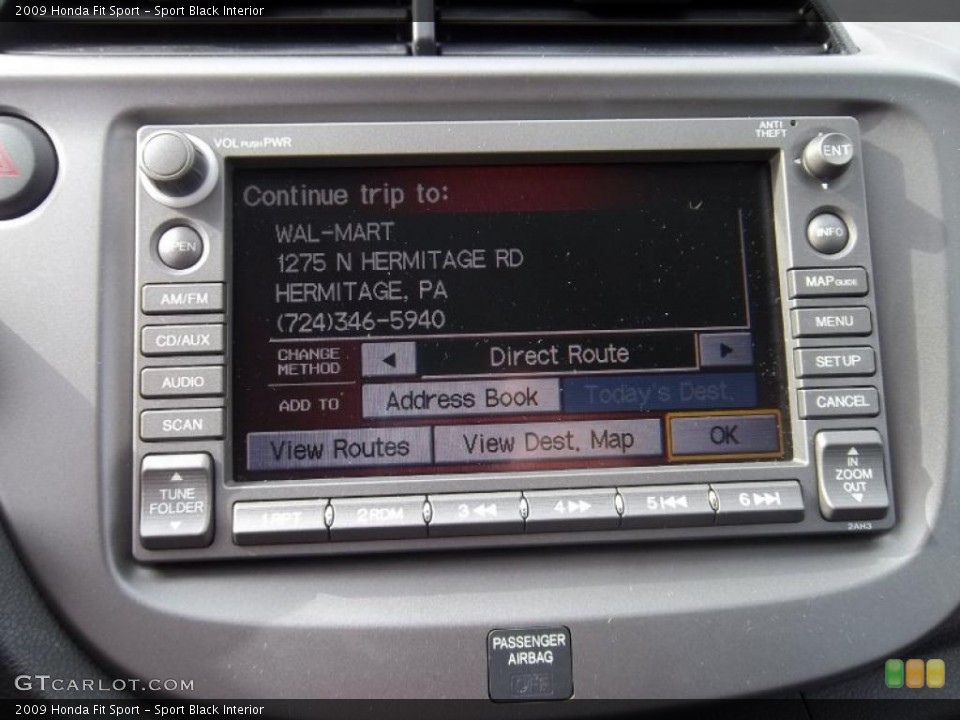 2009 Honda Fit Sport - Sport Black Interior
VOL PUSH PWR
ANTI THEFT
ENT
Continue trip to:
WAL-MART
1275 N HERMITAGE RD
HERMITAGE, PA
(724)346-5940
CHANGE METHOD
Direct Route
ADD TO
Address Book
Today's Dest.
View Routes
View Dest. Map
OK
OPEN
AM/FM
CD/AUX
AUDIO
SCAN
TUNE
FOLDER
INFO
MAP GUIDE
MENU
SETUP
CANCEL
IN
ZOOM
OUT
2AH3
1 RPT
2 RDM
3
4
5
6
PASSENGER
AIRBAG
OFF
GTCARLOT.COM
2009 Honda Fit Sport - Sport Black Interior